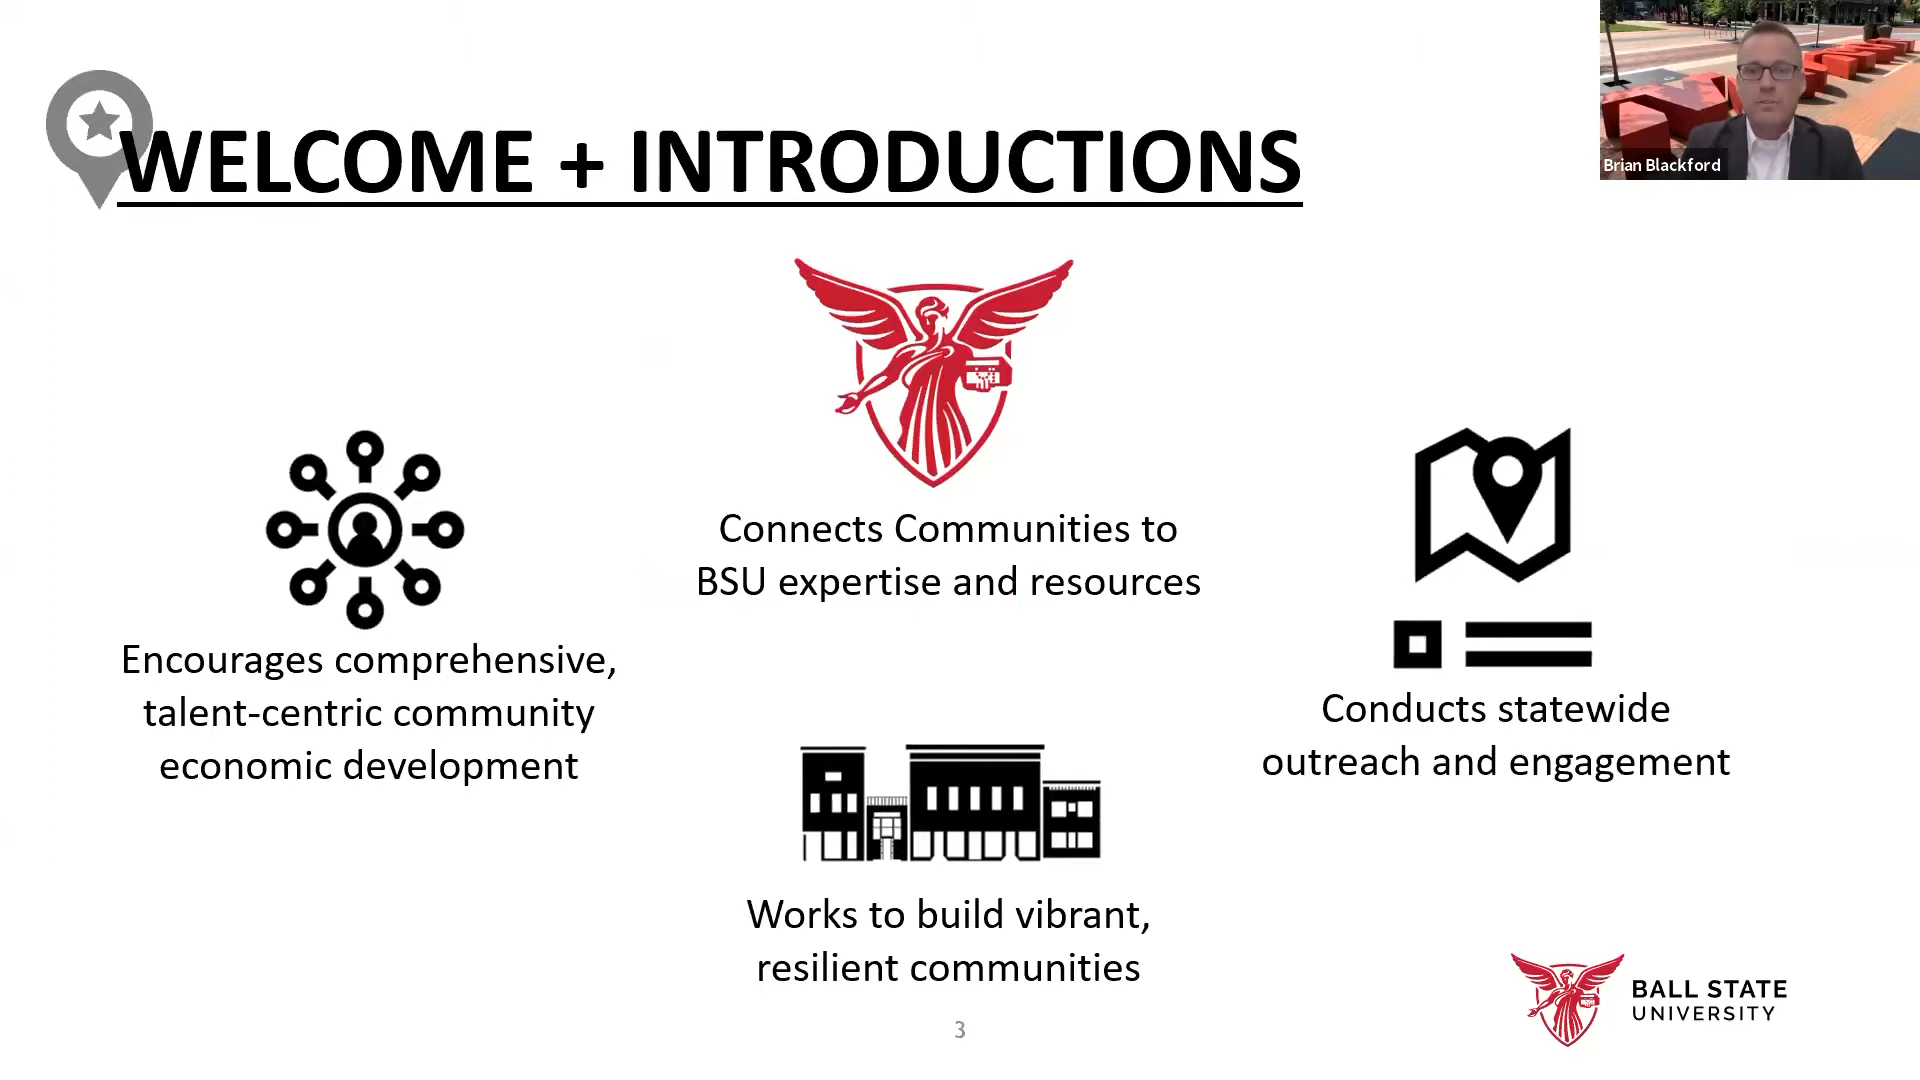 WELCOME + INTRODUCTIONS
Brian Blackford
Connects Communities to
BSU expertise and resources
Encourages comprehensive,
talent-centric community
economic development
Conducts statewide
outreach and engagement
Works to build vibrant,
resilient communities
BALL STATE
UNIVERSITY
3